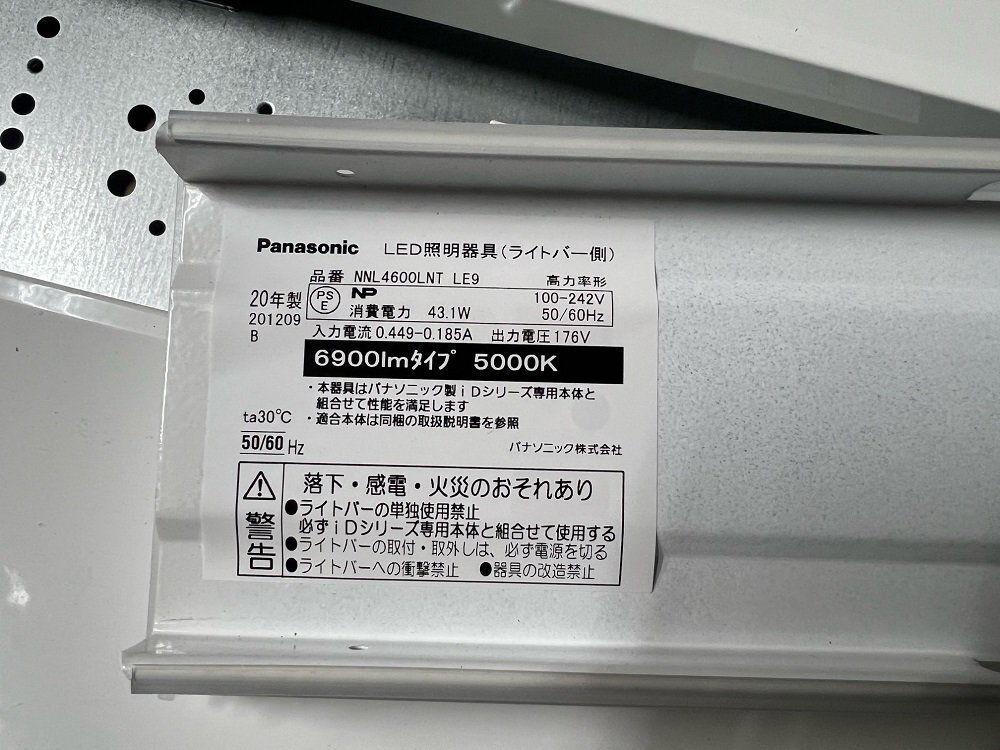 Panasonic LED照明器具(ライトバー側)
品番 NNL4600LNT LE9 高力率形
20年製
201209
B
PS
E
NP
100-242V
消費電力 43.1W 50/60Hz
入力電流0.449-0.185A 出力電圧176V
6900lmタイプ 5000K
・本器具はパナソニック製iDシリーズ専用本体と
組合せて性能を満足します
・適合本体は同梱の取扱説明書を参照
ta30℃
50/60 Hz
パナソニック株式会社
警告
落下・感電・火災のおそれあり
●ライトバーの単独使用禁止
必ずiDシリーズ専用本体と組合せて使用する
●ライトバーの取付・取外しは、必ず電源を切る
●ライトバーへの衝撃禁止 ●器具の改造禁止